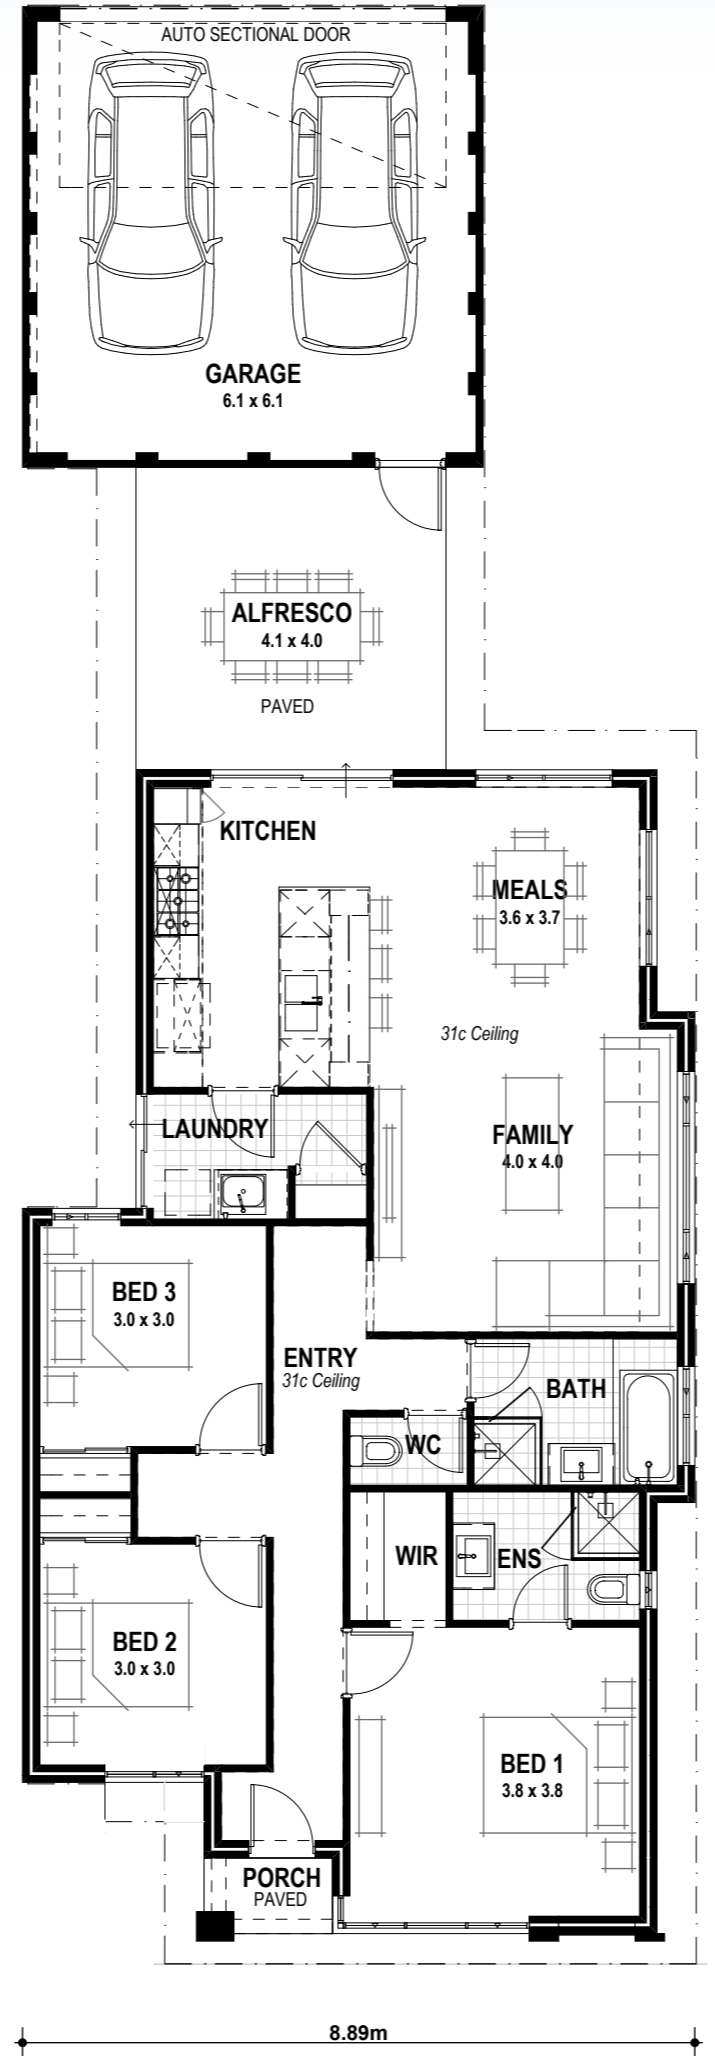 AUTO SECTIONAL DOOR
GARAGE
6.1 x 6.1
ALFRESCO
4.1 x 4.0
PAVED
KITCHEN
MEALS
3.6 x 3.7
31c Ceiling
LAUNDRY
FAMILY
4.0 x 4.0
BED 3
3.0 x 3.0
ENTRY
31c Ceiling
BATH
WC
WIR
ENS
BED 2
3.0 x 3.0
BED 1
3.8 x 3.8
PORCH
PAVED
8.89m